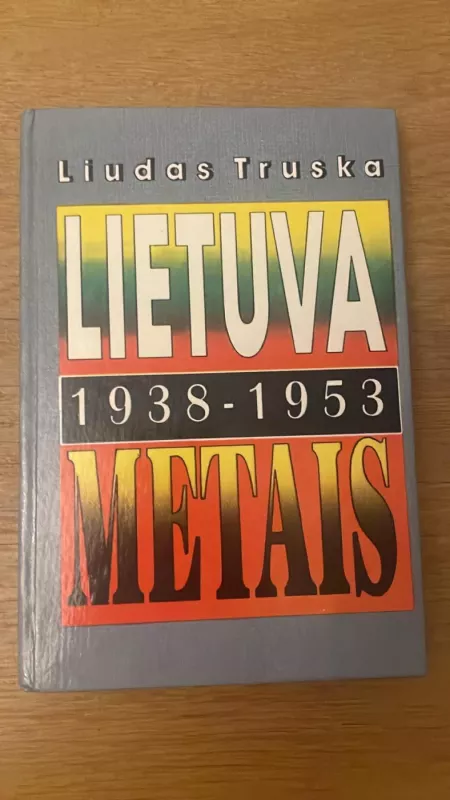 Liudas Truska
LIETUVA
1938-1953
METAIS